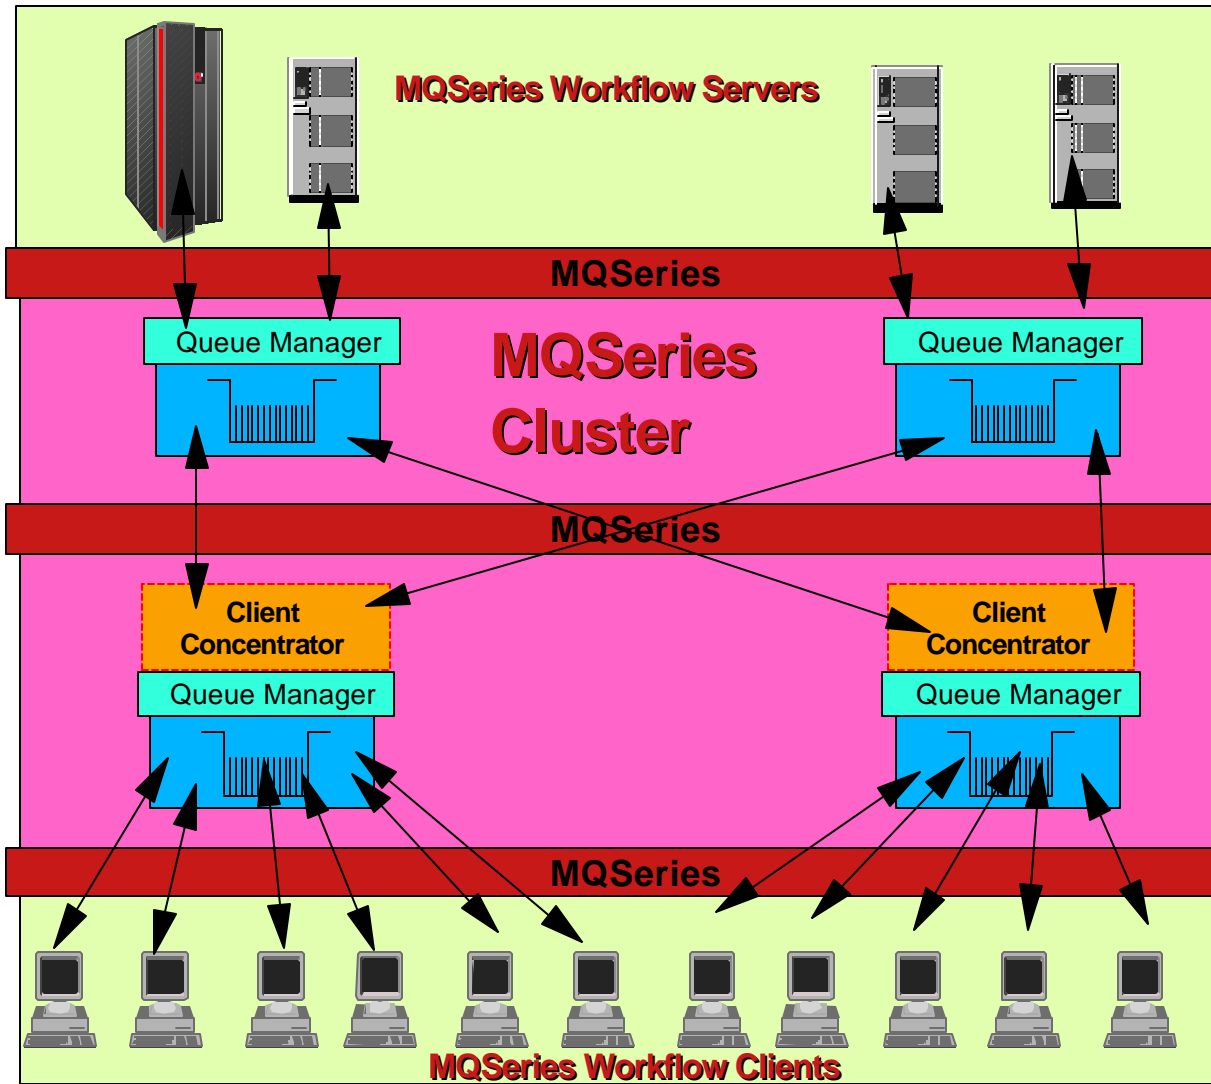 MQSeries Workflow Servers
MQSeries
Queue Manager
Queue Manager
MQSeries
Cluster
MQSeries
Client
Concentrator
Client
Concentrator
Queue Manager
Queue Manager
MQSeries
MQSeries Workflow Clients